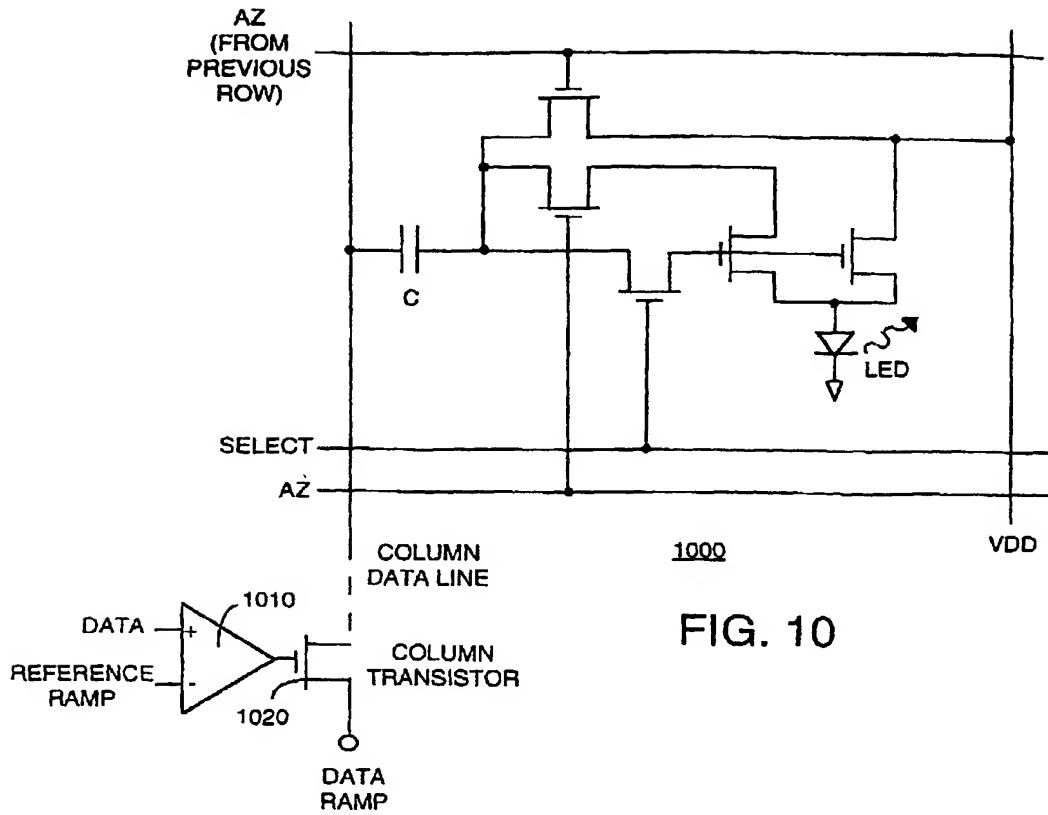 AZ
(FROM
PREVIOUS
ROW)
C
LED
SELECT
AZ
COLUMN
DATA LINE
1000
VDD
1010
DATA
+
REFERENCE
RAMP
-
1020
COLUMN
TRANSISTOR
DATA
RAMP
FIG. 10